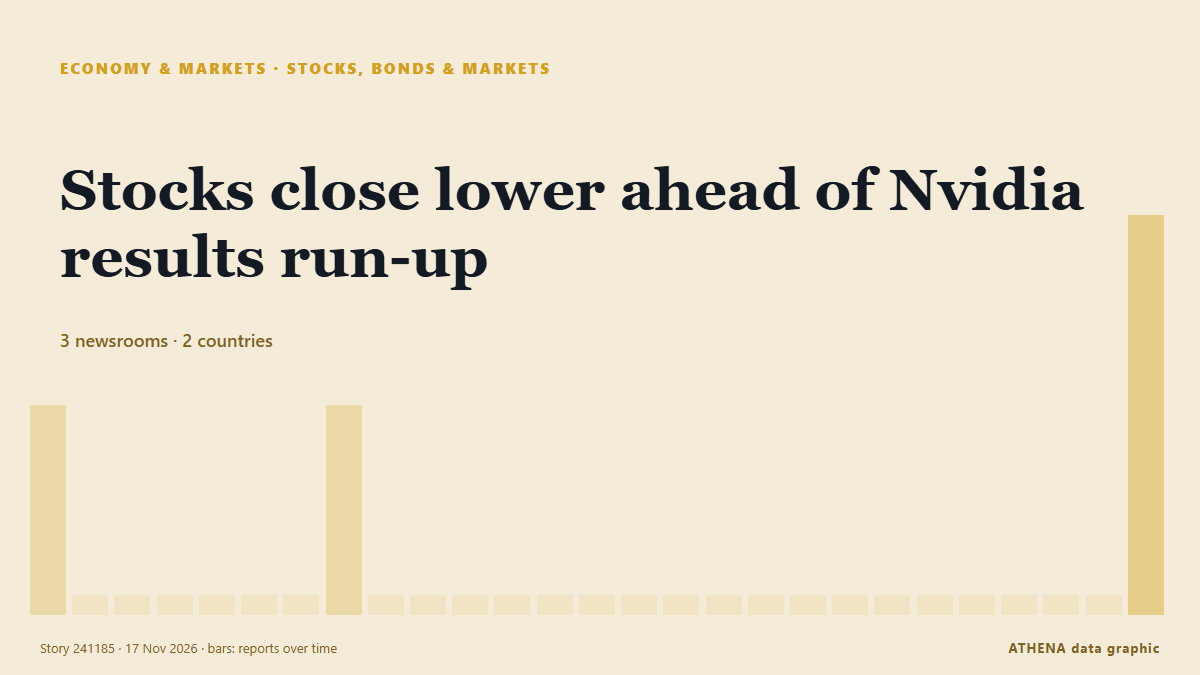 ECONOMY & MARKETS · STOCKS, BONDS & MARKETS
Stocks close lower ahead of Nvidia
results run-up
3 newsrooms · 2 countries
Story 241185 · 17 Nov 2026 · bars: reports over time
ATHENA data graphic